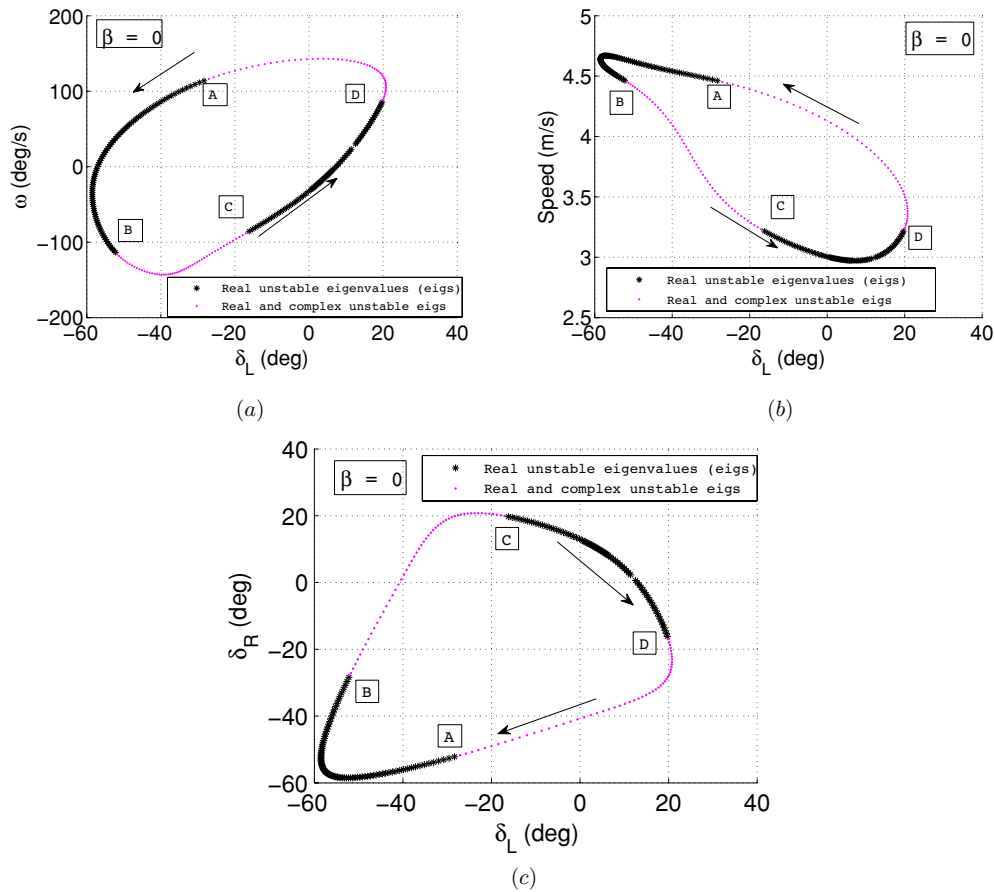 200
100
0
−100
−200
ω (deg/s)
β = 0
A
D
C
B
Real unstable eigenvalues (eigs)
Real and complex unstable eigs
−60 −40 −20 0 20 40
δL (deg)
(a)
5
4.5
4
3.5
3
2.5
Speed (m/s)
β = 0
B
A
C
D
Real unstable eigenvalues (eigs)
Real and complex unstable eigs
−60 −40 −20 0 20 40
δL (deg)
(b)
40
20
0
−20
−40
−60
δR (deg)
β = 0
Real unstable eigenvalues (eigs)
Real and complex unstable eigs
C
D
B
A
−60 −40 −20 0 20 40
δL (deg)
(c)